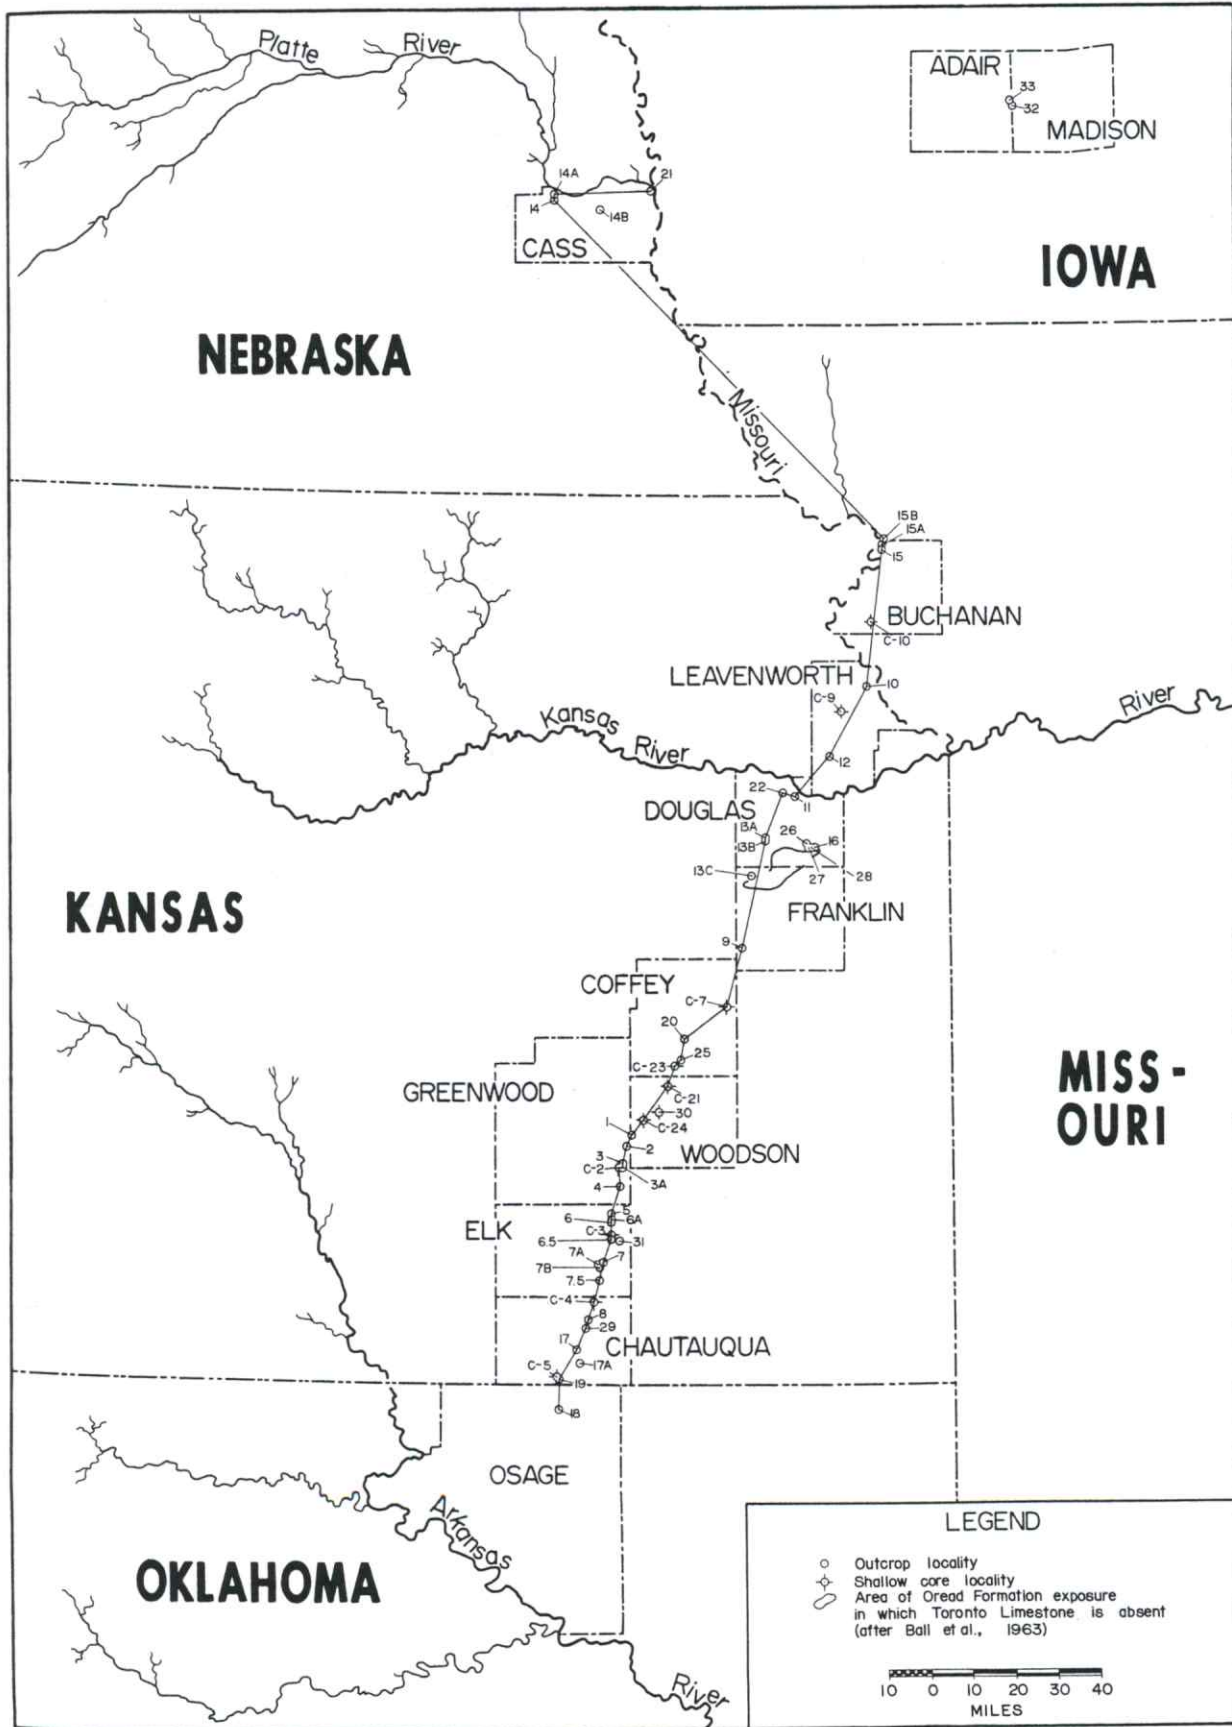 Platte River
ADAIR
33
32
MADISON
14A
21
14
14B
CASS
IOWA
NEBRASKA
Missouri
15B
15A
15
BUCHANAN
C-10
LEAVENWORTH
10
C-9
River
Kansas River
12
22
11
DOUGLAS
13A
13B
26
16
27
28
13C
KANSAS
FRANKLIN
9
COFFEY
C-7
20
25
C-23
GREENWOOD
C-21
30
C-24
MISS-
OURI
1
2
WOODSON
3
C-2
3A
4
5
6
6A
ELK
C-3
6.5
31
7A
7
7B
7.5
C-4
8
29
17
CHAUTAUQUA
17A
C-5
19
18
OSAGE
Arkansas River
OKLAHOMA
LEGEND
Outcrop locality
Shallow core locality
Area of Oread Formation exposure
in which Toronto Limestone is absent
(after Ball et al., 1963)
10 0 10 20 30 40
MILES